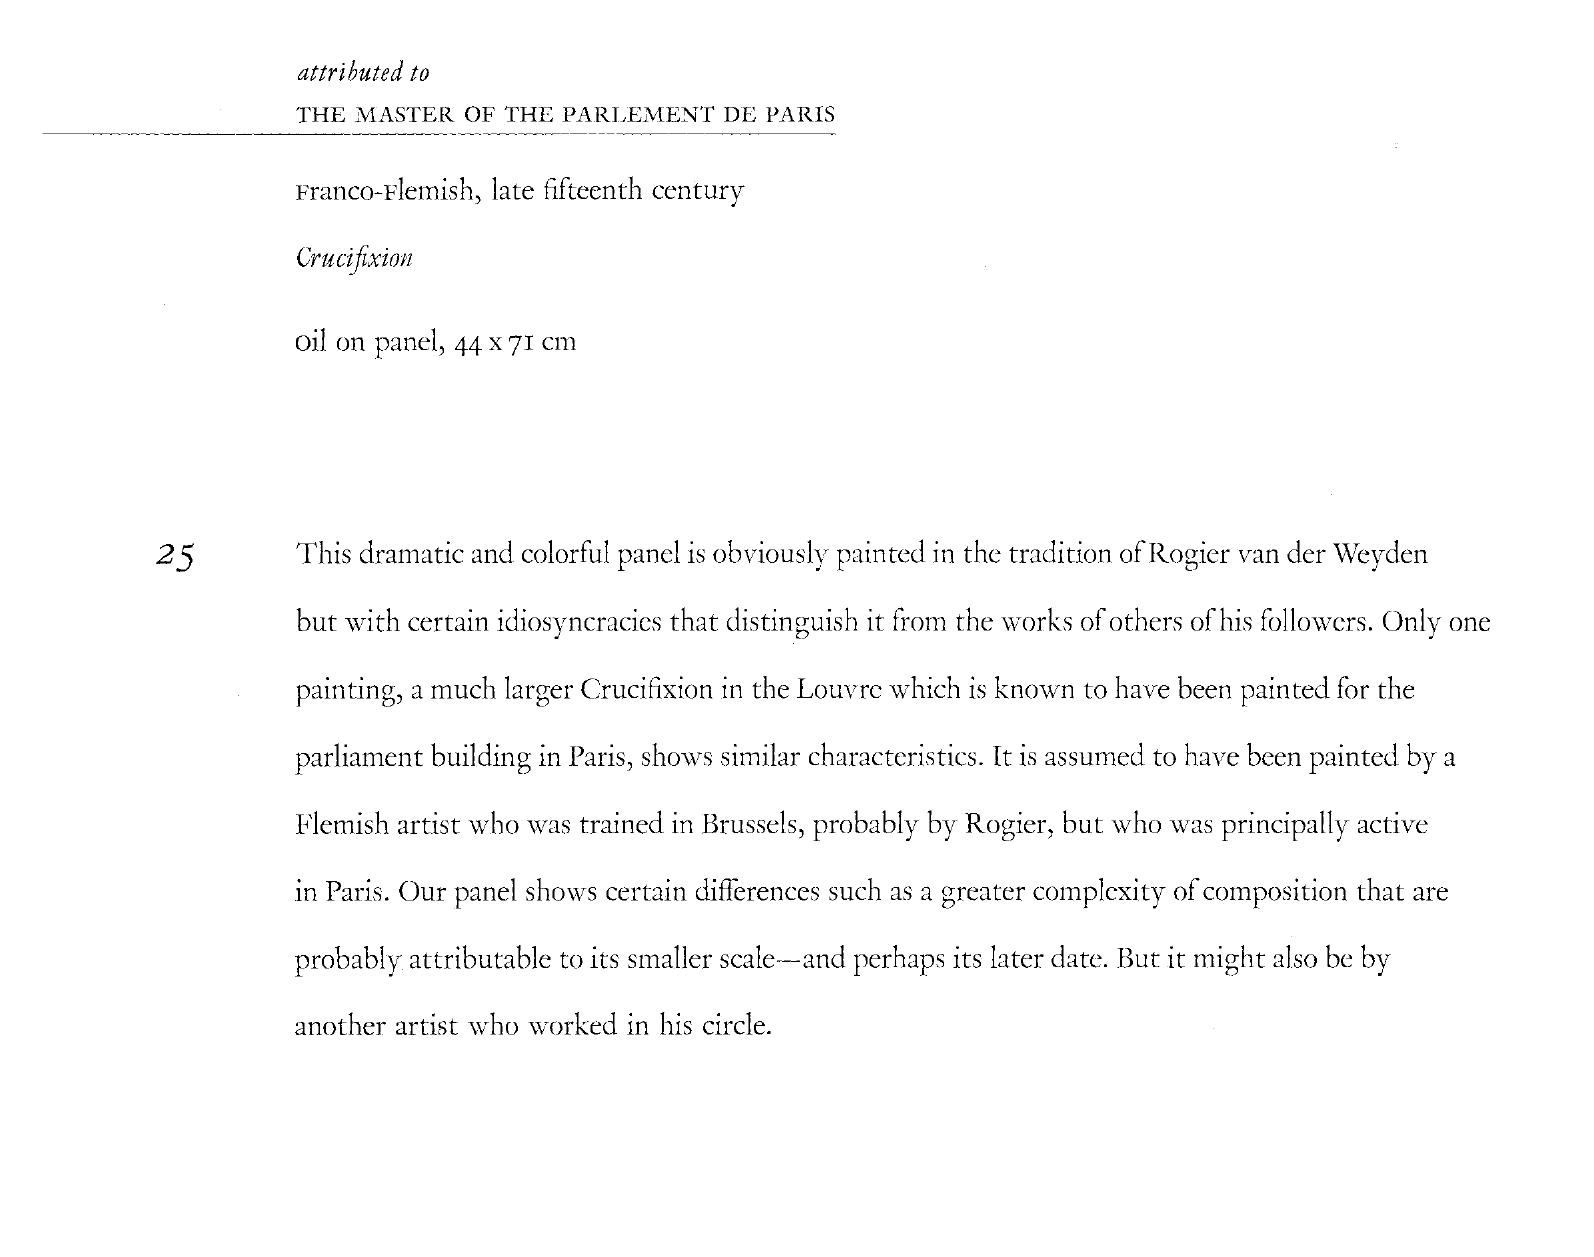 attributed to
THE MASTER OF THE PARLEMENT DE PARIS
Franco-Flemish, late fifteenth century
Crucifixion
Oil on panel, 44 x 71 cm
25 This dramatic and colorful panel is obviously painted in the tradition of Rogier van der Weyden
but with certain idiosyncracies that distinguish it from the works of others of his followers. Only one
painting, a much larger Crucifixion in the Louvre which is known to have been painted for the
parliament building in Paris, shows similar characteristics. It is assumed to have been painted by a
Flemish artist who was trained in Brussels, probably by Rogier, but who was principally active
in Paris. Our panel shows certain differences such as a greater complexity of composition that are
probably attributable to its smaller scale—and perhaps its later date. But it might also be by
another artist who worked in his circle.